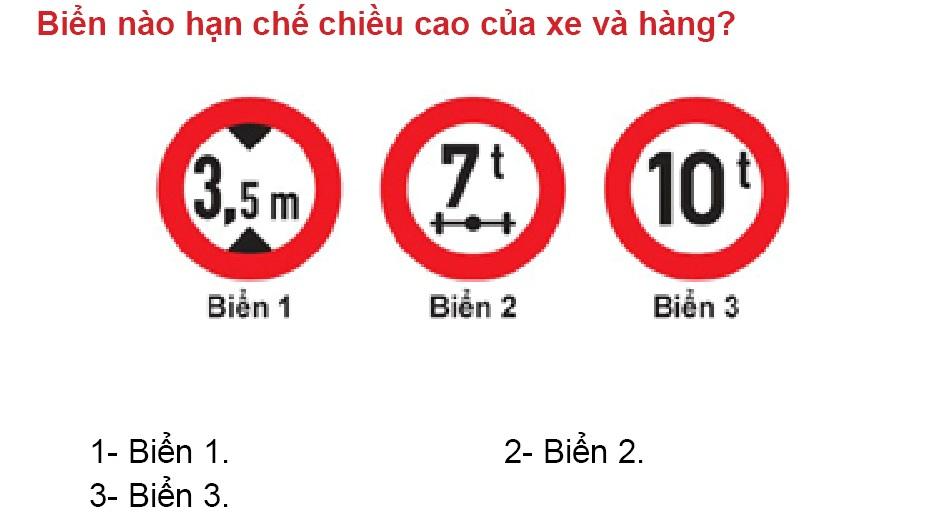 Biển nào hạn chế chiều cao của xe và hàng?
3,5 m
7 t
10 t
Biển 1
Biển 2
Biển 3
1- Biển 1.
2- Biển 2.
3- Biển 3.